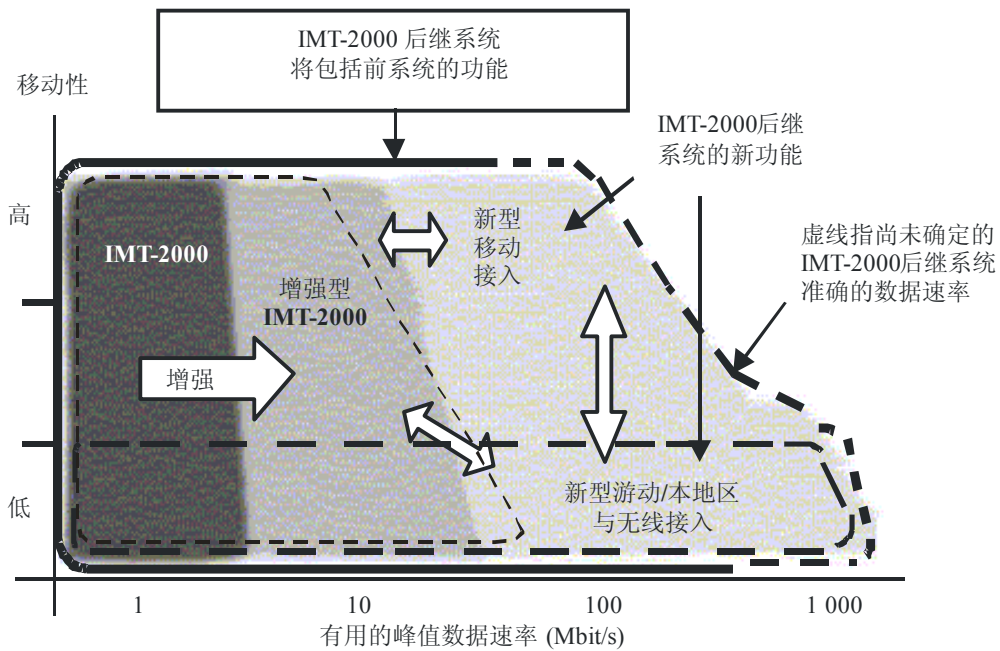 IMT-2000 后继系统
将包括前系统的功能
移动性
IMT-2000后继
系统的新功能
高
新型
移动
接入
虚线指尚未确定的
IMT-2000后继系统
准确的数据速率
IMT-2000
增强型
IMT-2000
增强
低
新型游动/本地区
与无线接入
1
10
100
1 000
有用的峰值数据速率 (Mbit/s)